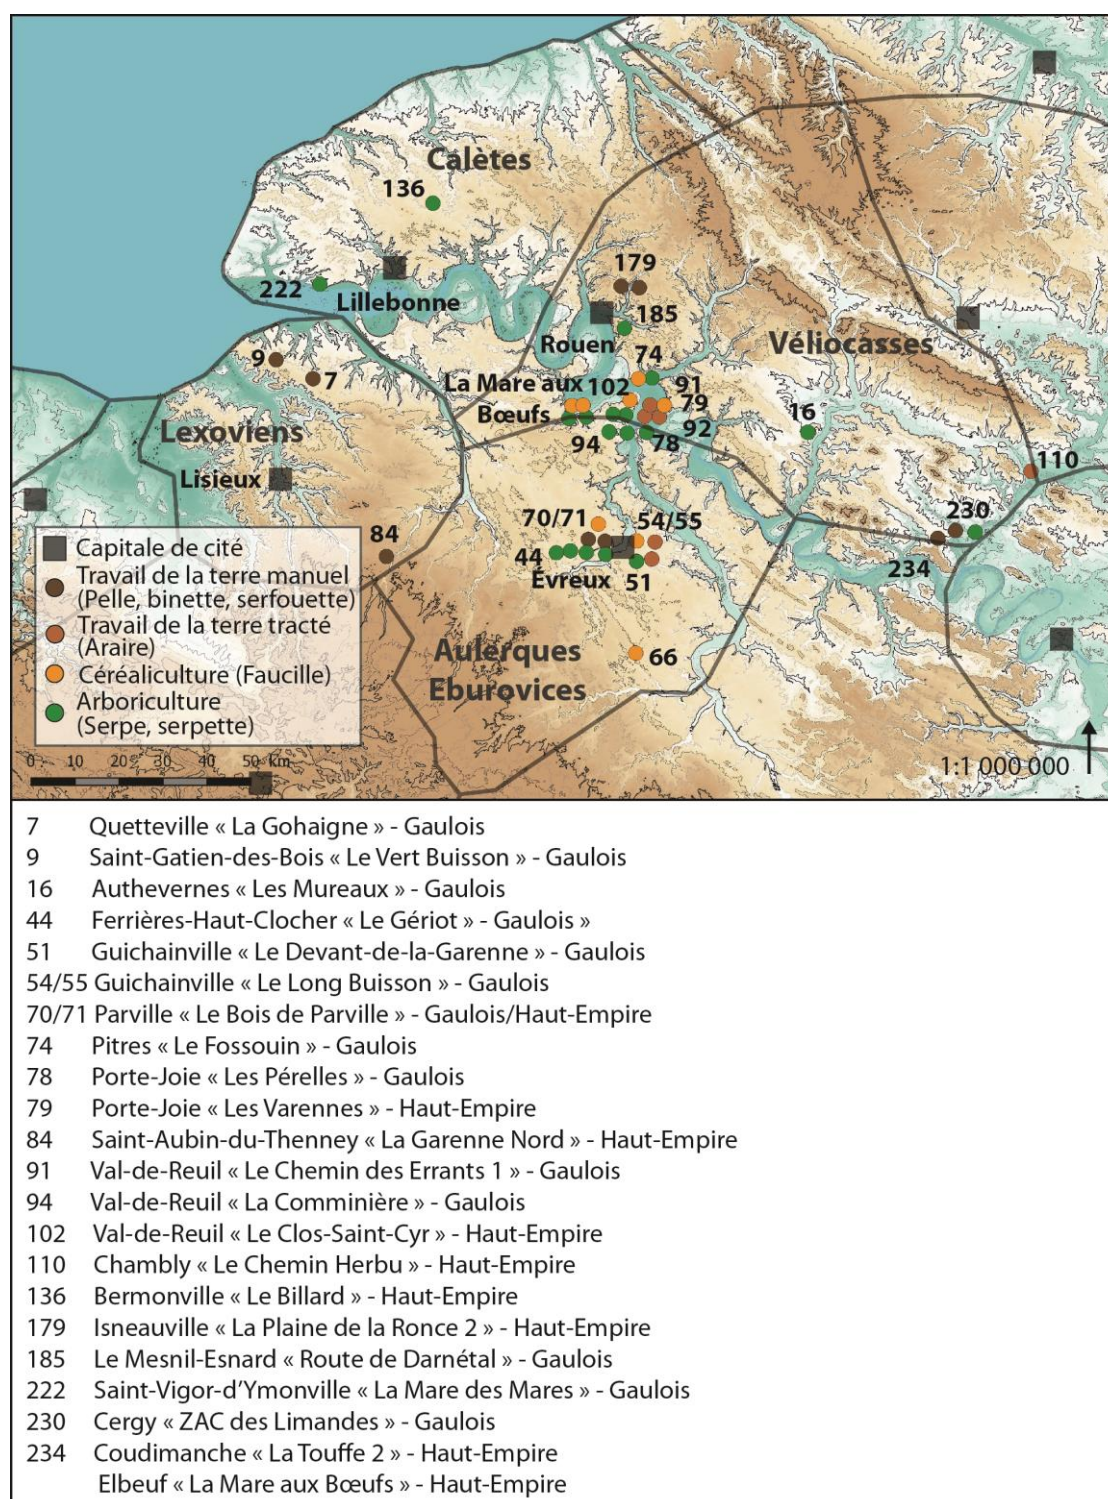 Calètes
136
179
222
Lillebonne
185
Rouen
Véliocasses
9
7
74
La Mare aux
Bœufs
102
91
79
92
16
Lexoviens
94
78
110
Lisieux
70/71
54/55
230
84
44
Évreux
51
234
Aulerques
Eburovices
66
Capitale de cité
Travail de la terre manuel
(Pelle, binette, serfouette)
Travail de la terre tracté
(Araire)
Céréaliculture (Faucille)
Arboriculture
(Serpe, serpette)
0 10 20 30 40 50 km
1:1 000 000
7 Quetteville « La Gohaigne » - Gaulois
9 Saint-Gatien-des-Bois « Le Vert Buisson » - Gaulois
16 Authevernes « Les Mureaux » - Gaulois
44 Ferrières-Haut-Clocher « Le Gériot » - Gaulois »
51 Guichainville « Le Devant-de-la-Garenne » - Gaulois
54/55 Guichainville « Le Long Buisson » - Gaulois
70/71 Parville « Le Bois de Parville » - Gaulois/Haut-Empire
74 Pitres « Le Fossouin » - Gaulois
78 Porte-Joie « Les Pérelles » - Gaulois
79 Porte-Joie « Les Varennes » - Haut-Empire
84 Saint-Aubin-du-Thenney « La Garenne Nord » - Haut-Empire
91 Val-de-Reuil « Le Chemin des Errants 1 » - Gaulois
94 Val-de-Reuil « La Comminière » - Gaulois
102 Val-de-Reuil « Le Clos-Saint-Cyr » - Haut-Empire
110 Chambly « Le Chemin Herbu » - Haut-Empire
136 Bermonville « Le Billard » - Haut-Empire
179 Isneauville « La Plaine de la Ronce 2 » - Haut-Empire
185 Le Mesnil-Esnard « Route de Darnétal » - Gaulois
222 Saint-Vigor-d'Ymonville « La Mare des Mares » - Gaulois
230 Cergy « ZAC des Limandes » - Gaulois
234 Coudimanche « La Touffe 2 » - Haut-Empire
Elbeuf « La Mare aux Bœufs » - Haut-Empire